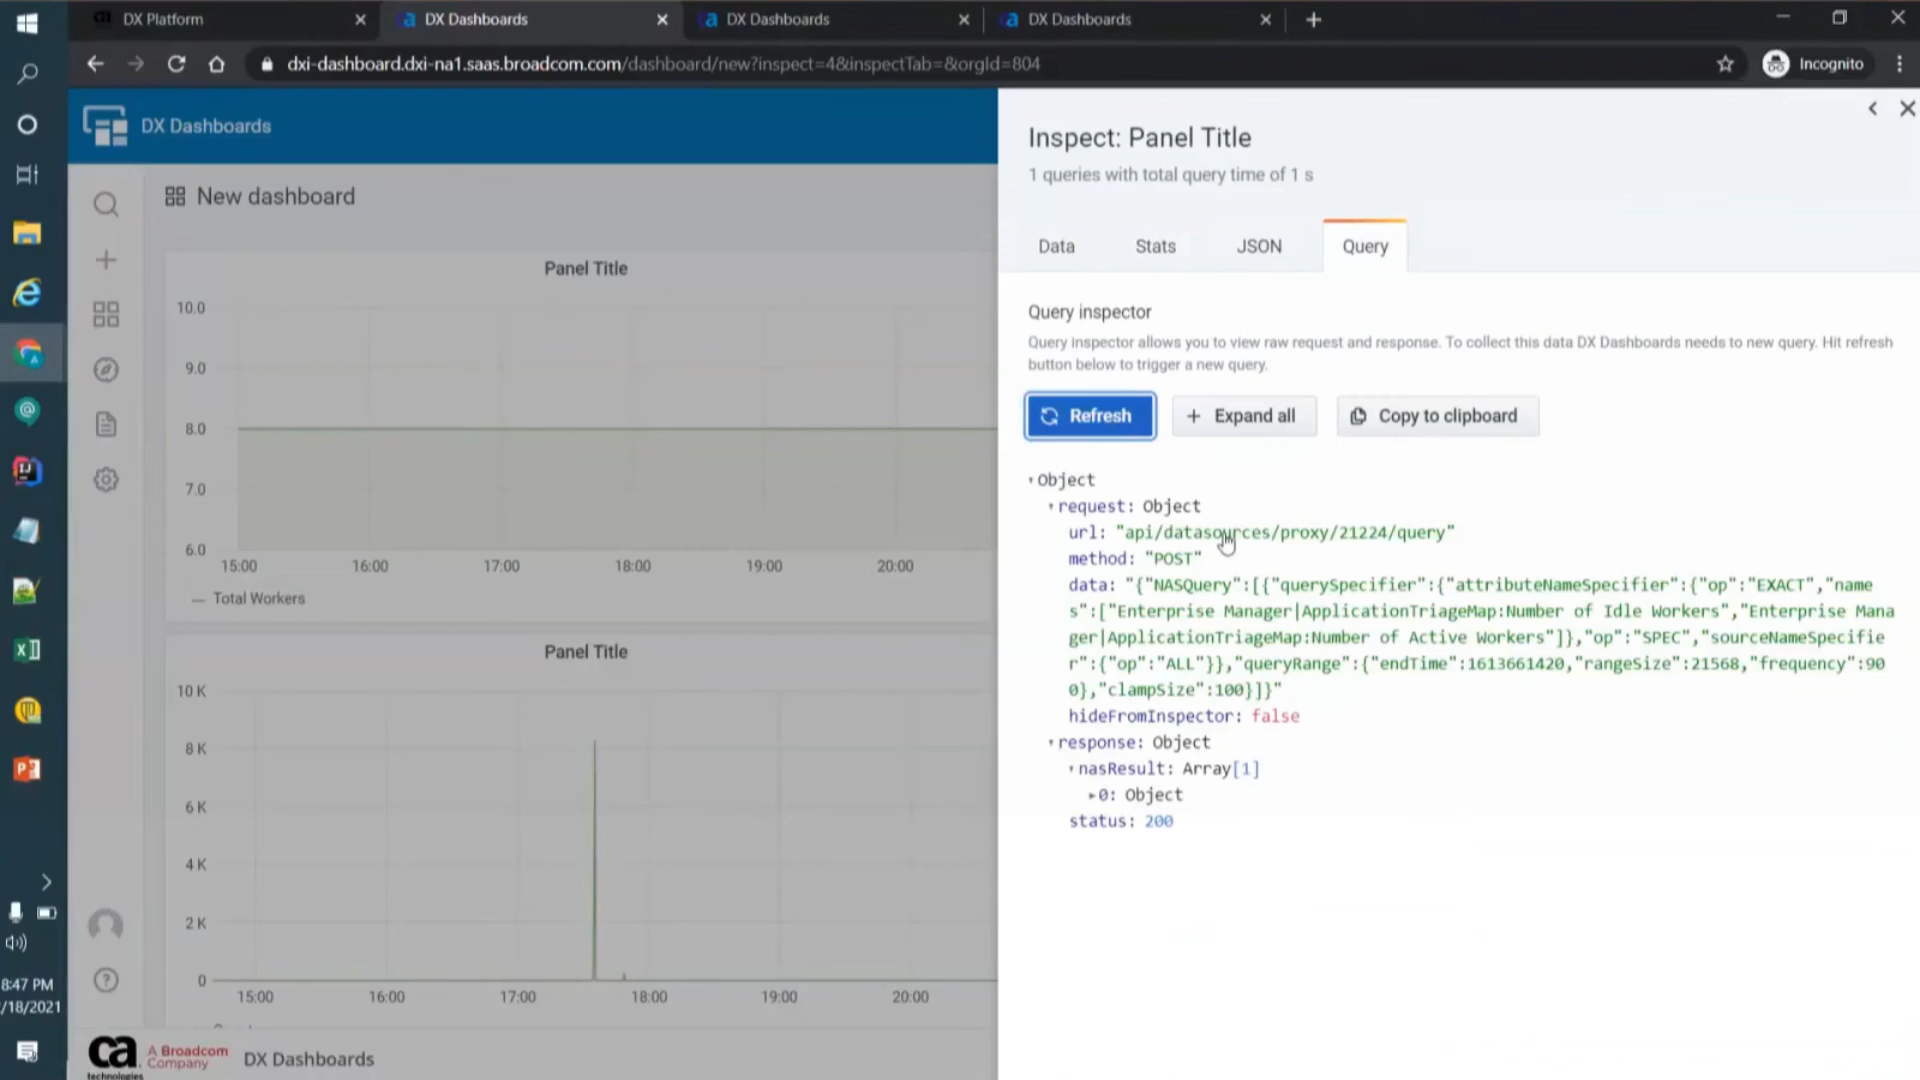 DX Platform
DX Dashboards
DX Dashboards
DX Dashboards
dxi-dashboard.dxi-na1.saas.broadcom.com/dashboard/new?inspect=4&inspectTab=&orgId=804
Incognito
DX Dashboards
New dashboard
Panel Title
10.0
9.0
8.0
7.0
6.0
15:00 16:00 17:00 18:00 19:00 20:00
Total Workers
Panel Title
10 K
8 K
6 K
4 K
2 K
0
15:00 16:00 17:00 18:00 19:00 20:00
ca technologies
A Broadcom Company
DX Dashboards
8:47 PM
/18/2021
Inspect: Panel Title
1 queries with total query time of 1 s
Data Stats JSON Query
Query inspector
Query inspector allows you to view raw request and response. To collect this data DX Dashboards needs to new query. Hit refresh
button below to trigger a new query.
Refresh + Expand all Copy to clipboard
Object
request: Object
url: "api/datasources/proxy/21224/query"
method: "POST"
data: "{"NASQuery":[{"querySpecifier":{"attributeNameSpecifier":{"op":"EXACT","name
s":["Enterprise Manager|ApplicationTriageMap:Number of Idle Workers","Enterprise Mana
ger|ApplicationTriageMap:Number of Active Workers"]},"op":"SPEC","sourceNameSpecifie
r":{"op":"ALL"}},"queryRange":{"endTime":1613661420,"rangeSize":21568,"frequency":90
0},"clampSize":100}]}"
hideFromInspector: false
response: Object
nasResult: Array[1]
0: Object
status: 200